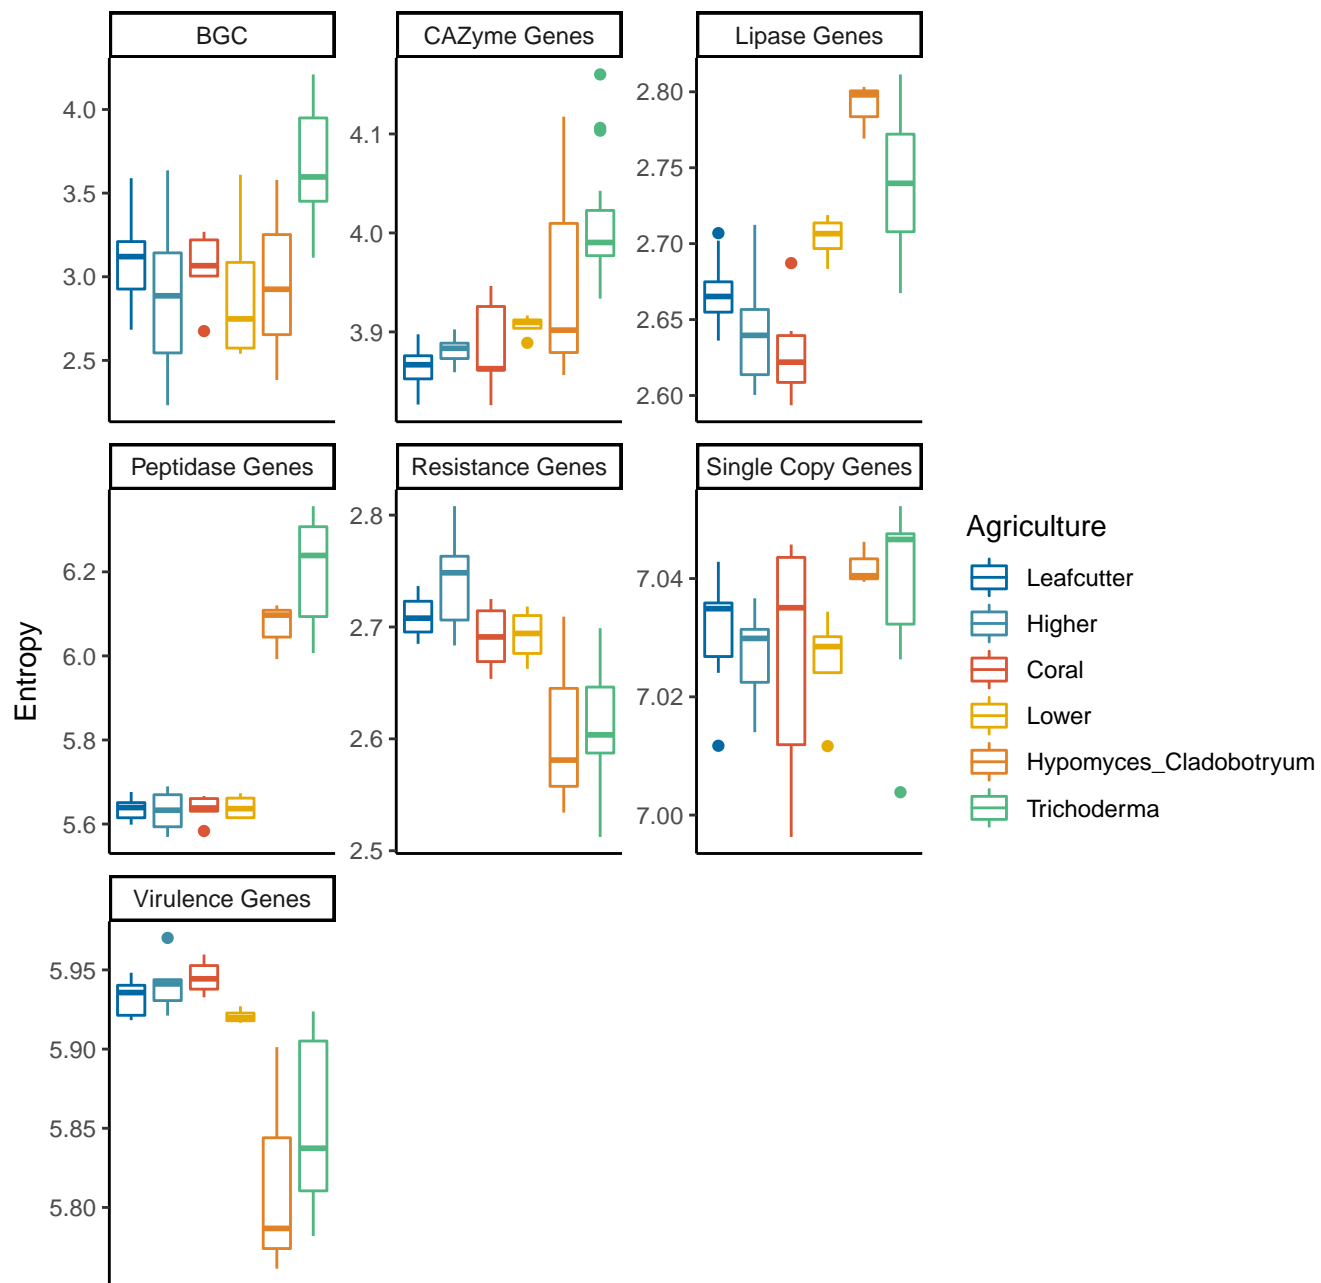 BGC
CAZyme Genes
Lipase Genes
4.0
3.5
3.0
2.5
4.1
4.0
3.9
2.80
2.75
2.70
2.65
2.60
Peptidase Genes
Resistance Genes
Single Copy Genes
6.2
6.0
5.8
5.6
2.8
2.7
2.6
2.5
7.04
7.02
7.00
Virulence Genes
5.95
5.90
5.85
5.80
Entropy
Agriculture
Leafcutter
Higher
Coral
Lower
Hypomyces_Cladobotryum
Trichoderma